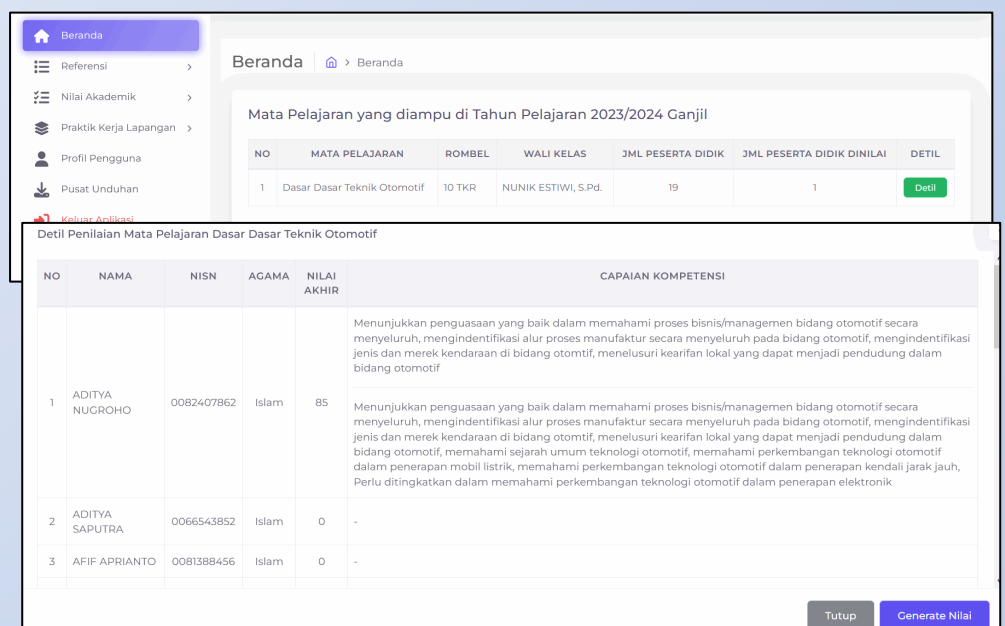 Beranda
Referensi
Nilai Akademik
Praktik Kerja Lapangan
Profil Pengguna
Pusat Unduhan
Keluar Aplikasi
Beranda
Beranda
Mata Pelajaran yang diampu di Tahun Pelajaran 2023/2024 Ganjil
NO MATA PELAJARAN ROMBEL WALI KELAS JML PESERTA DIDIK JML PESERTA DIDIK DINILAI DETIL
1 Dasar Dasar Teknik Otomotif 10 TKR NUNIK ESTIWI, S.Pd. 19 1 Detil
Detil Penilaian Mata Pelajaran Dasar Dasar Teknik Otomotif
NO NAMA NISN AGAMA NILAI AKHIR CAPAIAN KOMPETENSI
1 ADITYA NUGROHO 0082407862 Islam 85
Menunjukkan penguasaan yang baik dalam memahami proses bisnis/managemen bidang otomotif secara
menyeluruh, mengindentifikasi alur proses manufaktur secara menyeluruh pada bidang otomotif, mengindentifikasi
jenis dan merek kendaraan di bidang otomtif, menelusuri kearifan lokal yang dapat menjadi pendudung dalam
bidang otomotif
Menunjukkan penguasaan yang baik dalam memahami proses bisnis/managemen bidang otomotif secara
menyeluruh, mengindentifikasi alur proses manufaktur secara menyeluruh pada bidang otomotif, mengindentifikasi
jenis dan merek kendaraan di bidang otomtif, menelusuri kearifan lokal yang dapat menjadi pendudung dalam
bidang otomotif, memahami sejarah umum teknologi otomotif, memahami perkembangan teknologi otomotif
dalam penerapan mobil listrik, memahami perkembangan teknologi otomotif dalam penerapan kendali jarak jauh,
Perlu ditingkatkan dalam memahami perkembangan teknologi otomotif dalam penerapan elektronik
2 ADITYA SAPUTRA 0066543852 Islam 0 -
3 AFIF APRIANTO 0081388456 Islam 0 -
Tutup Generate Nilai